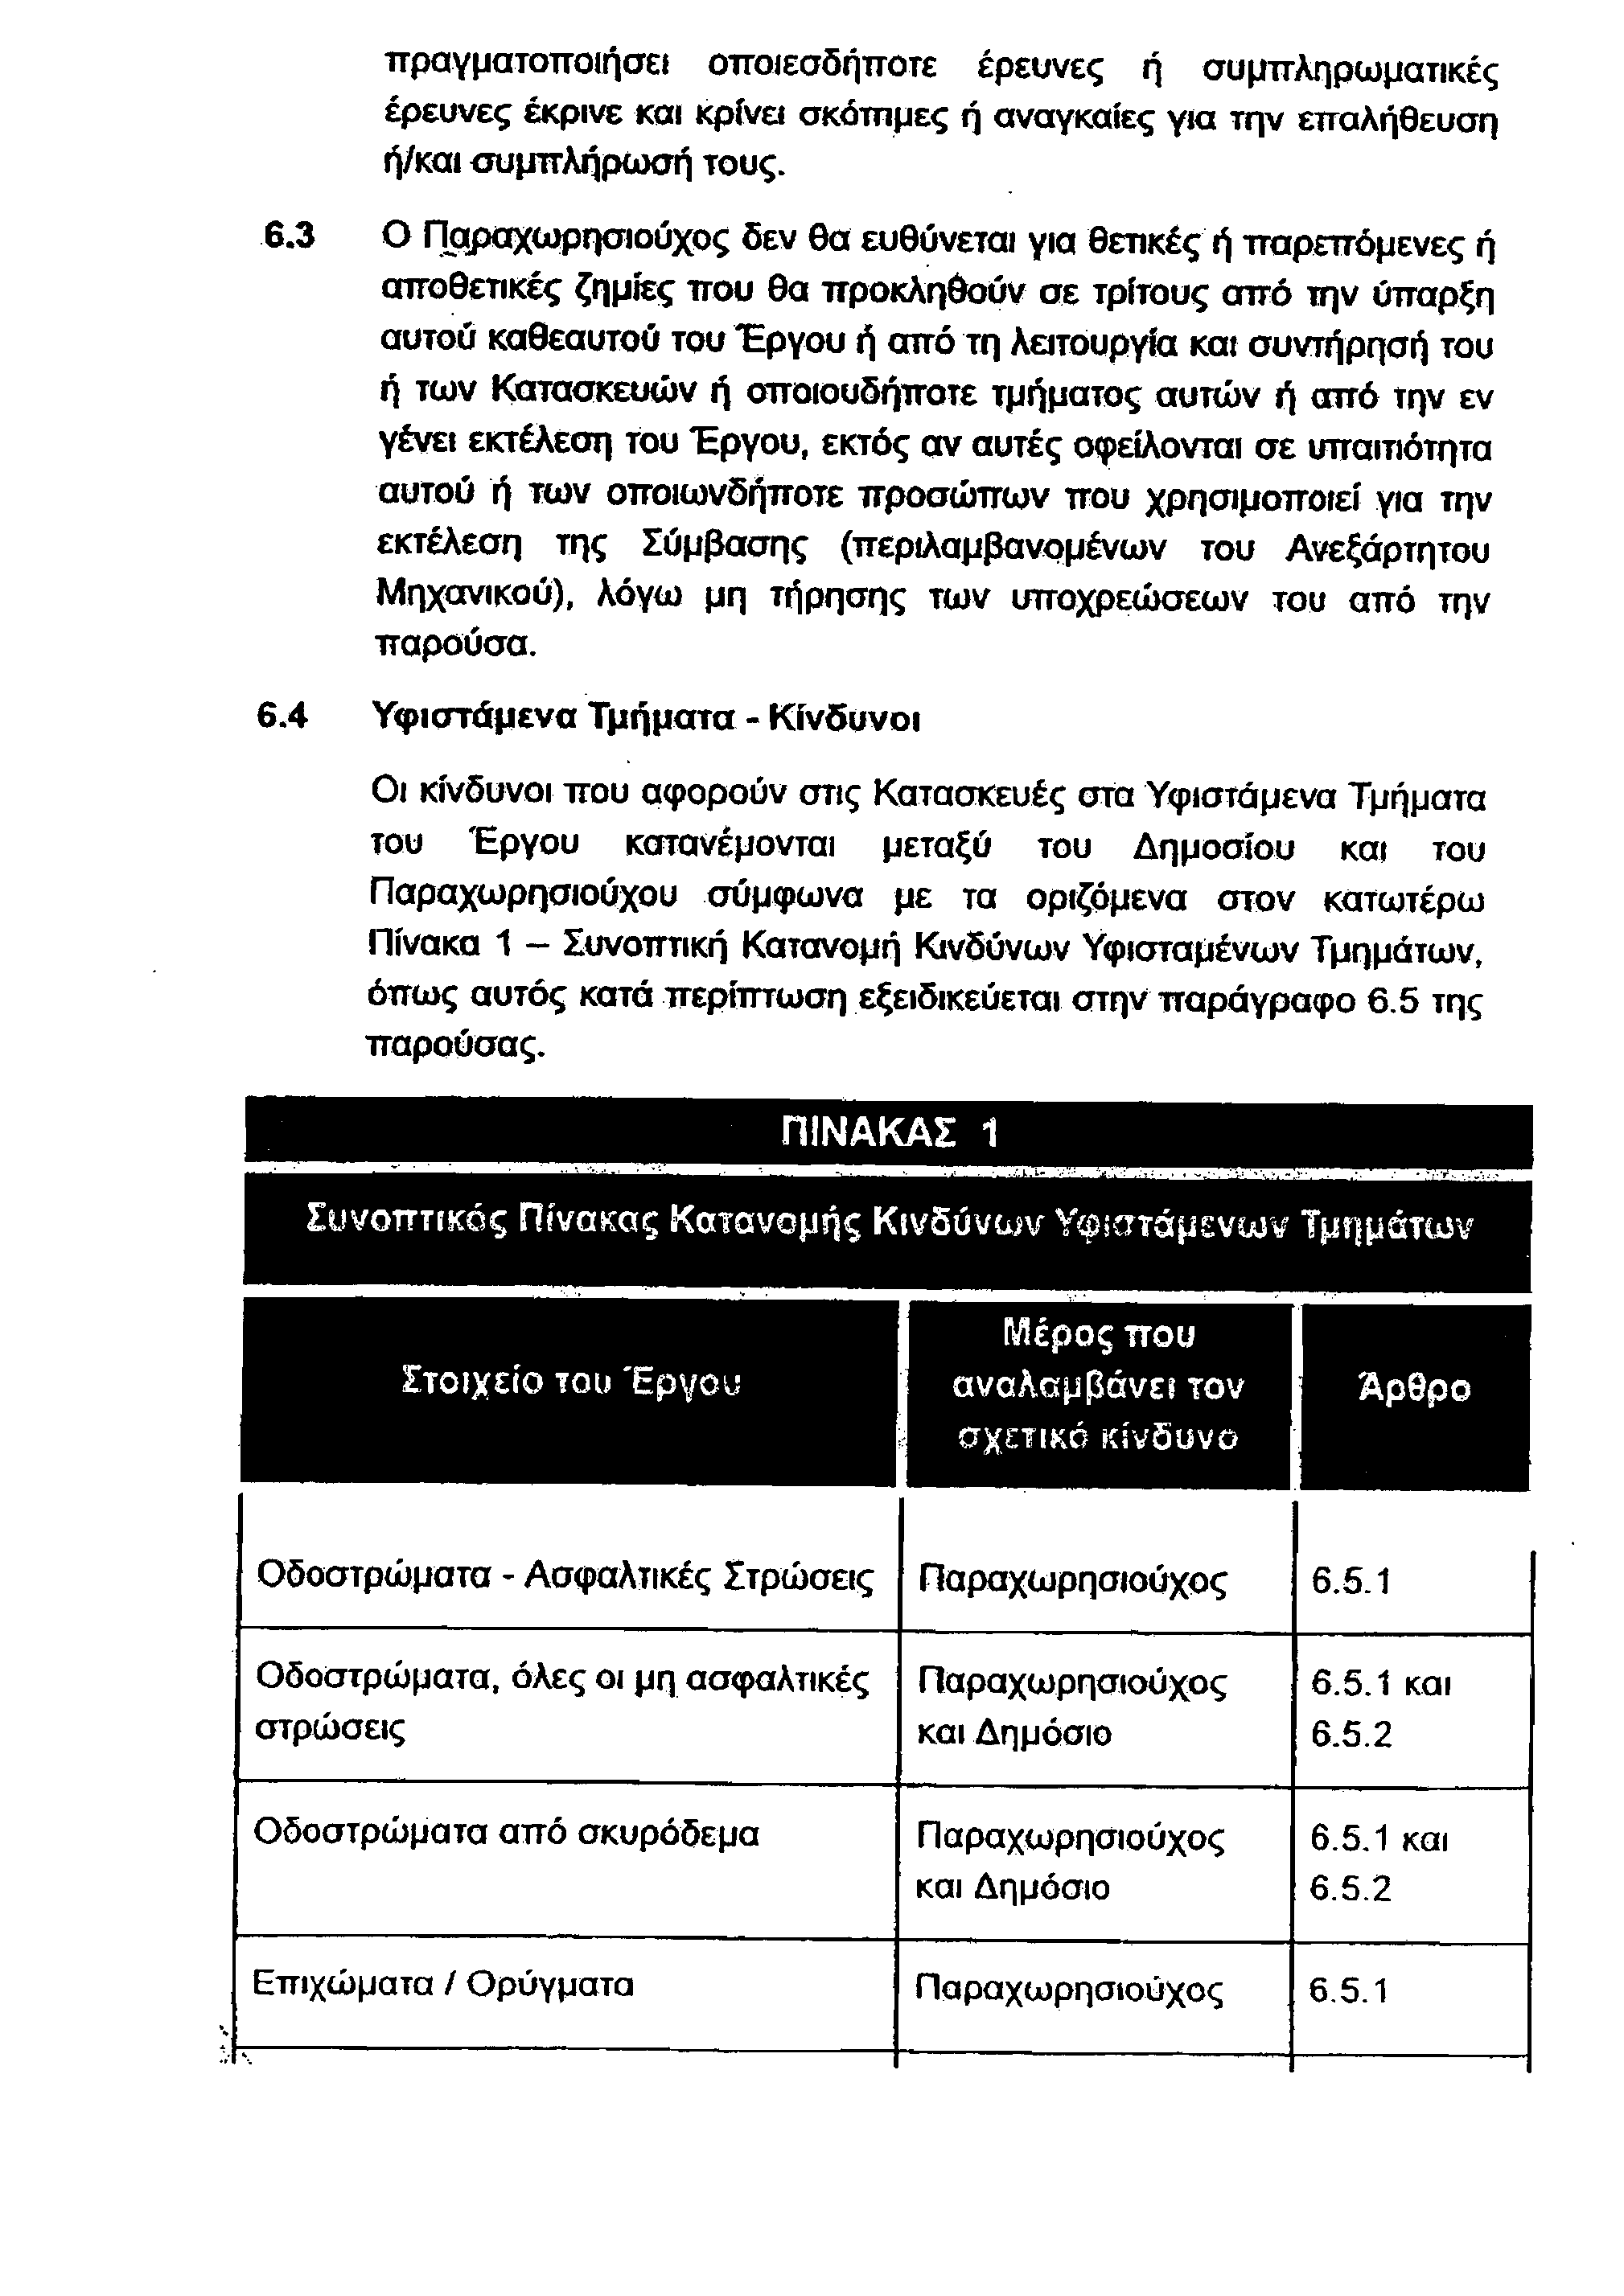 πραγματοποιήσει οποιεσδήποτε έρευνες ή συμπληρωματικές
έρευνες έκρινε και κρίνει σκόπιμες ή αναγκαίες για την επαλήθευση
ή/και συμπλήρωσή τους.
6.3 Ο Παραχωρησιούχος δεν θα ευθύνεται για θετικές ή παρεπόμενες ή
αποθετικές ζημίες που θα προκληθούν σε τρίτους από την ύπαρξη
αυτού καθεαυτού του Έργου ή από τη λειτουργία και συντήρησή του
ή των Κατασκευών ή οποιουδήποτε τμήματος αυτών ή από την εν
γένει εκτέλεση του Έργου, εκτός αν αυτές οφείλονται σε υπαιτιότητα
αυτού ή των οποιωνδήποτε προσώπων που χρησιμοποιεί για την
εκτέλεση της Σύμβασης (περιλαμβανομένων του Ανεξάρτητου
Μηχανικού), λόγω μη τήρησης των υποχρεώσεων του από την
παρούσα.
6.4 Υφιστάμενα Τμήματα - Κίνδυνοι
Οι κίνδυνοι που αφορούν στις Κατασκευές στα Υφιστάμενα Τμήματα
του Έργου κατανέμονται μεταξύ του Δημοσίου και του
Παραχωρησιούχου σύμφωνα με τα οριζόμενα στον κατωτέρω
Πίνακα 1 – Συνοπτική Κατανομή Κινδύνων Υφισταμένων Τμημάτων,
όπως αυτός κατά περίπτωση εξειδικεύεται στην παράγραφο 6.5 της
παρούσας.
ΠΙΝΑΚΑΣ 1
Συνοπτικός Πίνακας Κατανομής Κινδύνων Υφιστάμενων Τμημάτων
Στοιχείο του Έργου
Μέρος που
αναλαμβάνει τον
σχετικό κίνδυνο
Άρθρο
Οδοστρώματα - Ασφαλτικές Στρώσεις Παραχωρησιούχος 6.5.1
Οδοστρώματα, όλες οι μη ασφαλτικές Παραχωρησιούχος 6.5.1 και
στρώσεις και Δημόσιο 6.5.2
Οδοστρώματα από σκυρόδεμα Παραχωρησιούχος 6.5.1 και
και Δημόσιο 6.5.2
Επιχώματα / Ορύγματα Παραχωρησιούχος 6.5.1